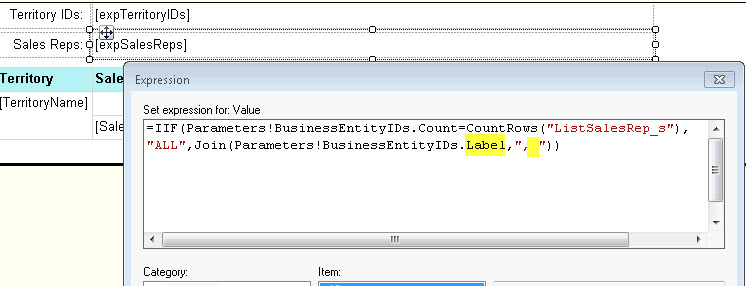 Territory IDs: [expTerritoryIDs]
Sales Reps: [expSalesReps]
Territory Sale
[TerritoryName]
[Sale
Expression
Set expression for: Value
=IIF(Parameters!BusinessEntityIDs.Count=CountRows("ListSalesRep_s"),
"ALL",Join(Parameters!BusinessEntityIDs.Label,", "))
Category: Item: